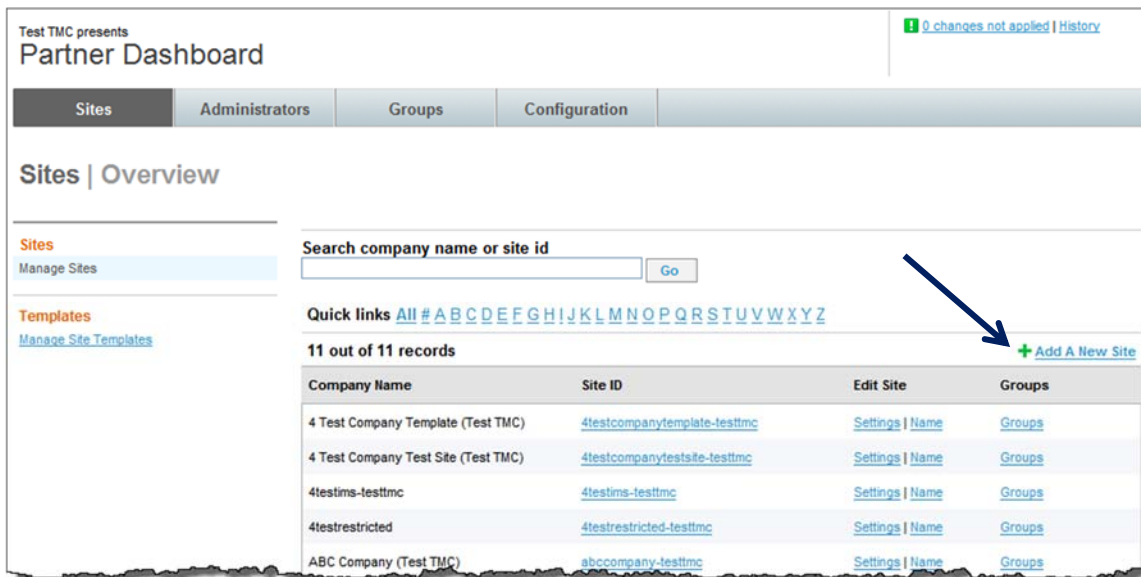 Test TMC presents
Partner Dashboard
! 0 changes not applied | History
Sites Administrators Groups Configuration
Sites | Overview
Sites
Manage Sites
Templates
Manage Site Templates
Search company name or site id
Go
Quick links All # A B C D E F G H I J K L M N O P Q R S T U V W X Y Z
11 out of 11 records
+ Add A New Site
Company Name Site ID Edit Site Groups
4 Test Company Template (Test TMC) 4testcompanytemplate-testtmc Settings | Name Groups
4 Test Company Test Site (Test TMC) 4testcompanytestsite-testtmc Settings | Name Groups
4testims-testtmc 4testims-testtmc Settings | Name Groups
4testrestricted 4testrestricted-testtmc Settings | Name Groups
ABC Company (Test TMC) abccompany-testtmc Settings | Name Groups